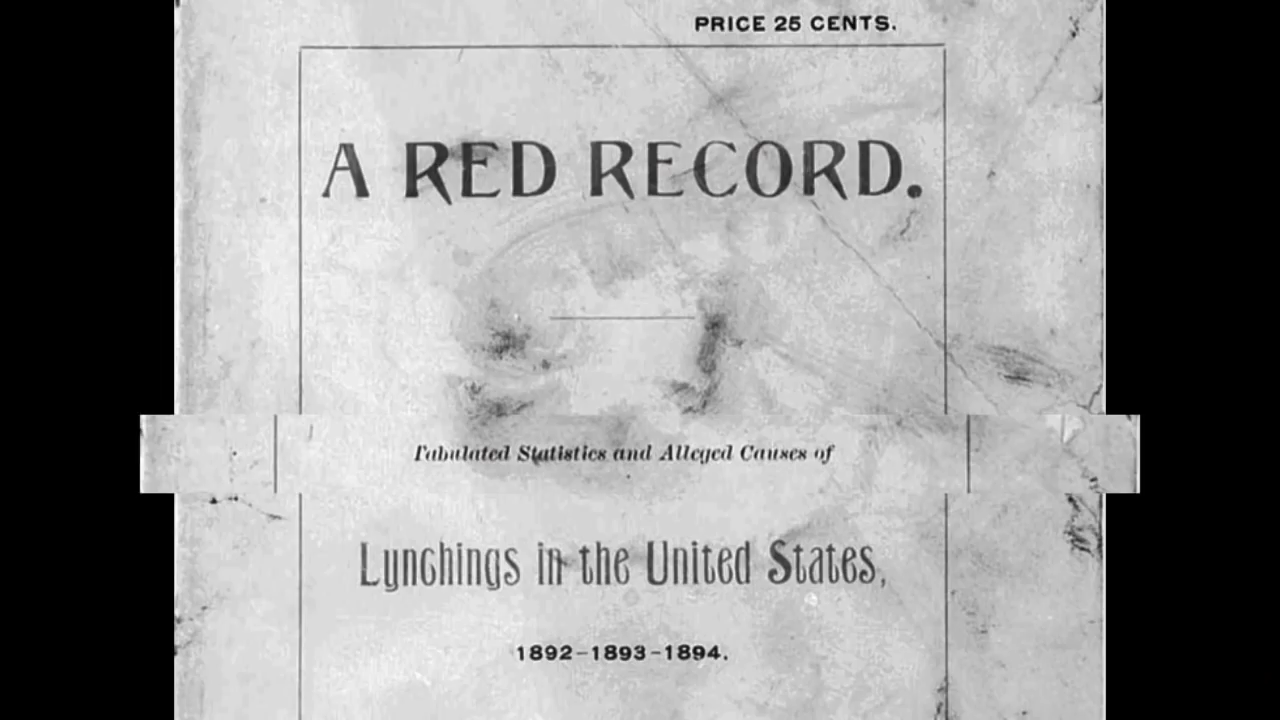 PRICE 25 CENTS.
A RED RECORD.
Tabulated Statistics and Alleged Causes of
Lynchings in the United States,
1892-1893-1894.